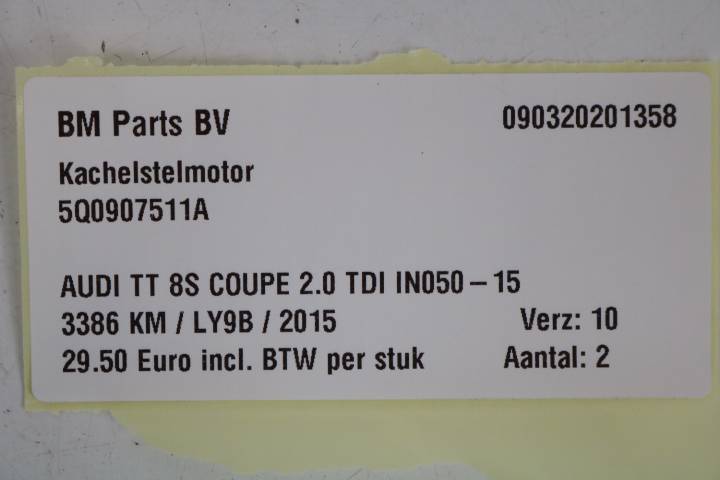 BM Parts BV 090320201358
Kachelstelmotor
5Q0907511A
AUDI TT 8S COUPE 2.0 TDI IN050-15
3386 KM / LY9B / 2015 Verz: 10
29.50 Euro incl. BTW per stuk Aantal: 2